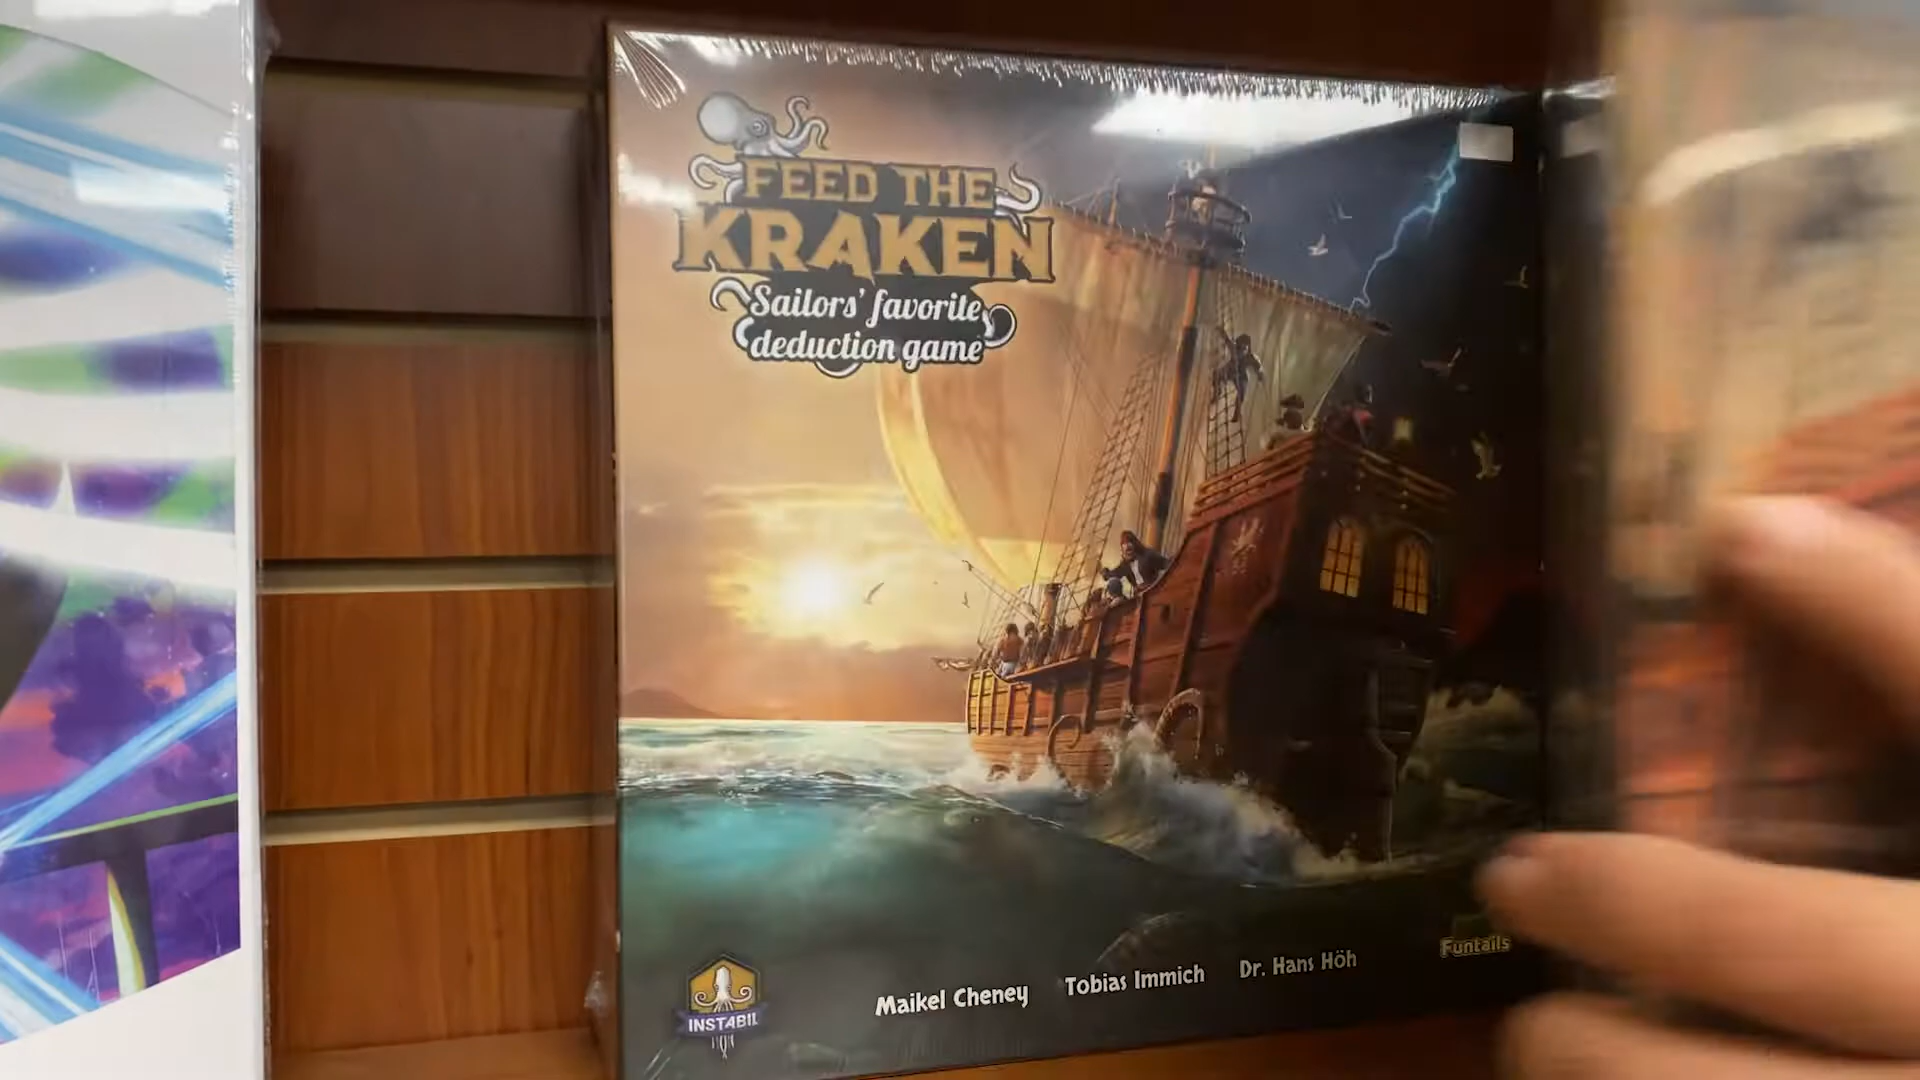 FEED THE
KRAKEN
Sailors' favorite
deduction game
Maikel Cheney
Tobias Immich
Dr. Hans Höh
Funtails
INSTABIL